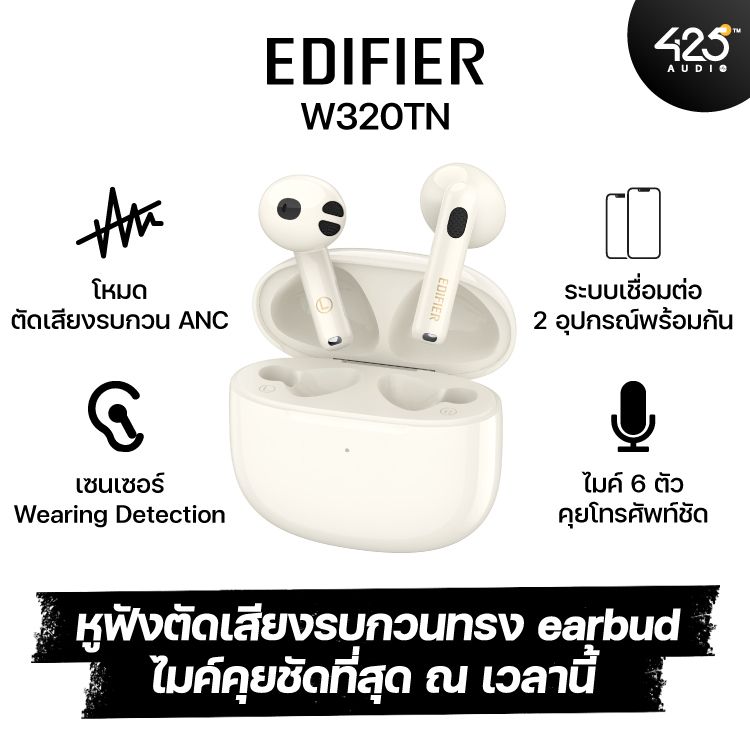 EDIFIER
W320TN
425™
AUDIO
โหมด
ตัดเสียงรบกวน ANC
ระบบเชื่อมต่อ
2 อุปกรณ์พร้อมกัน
L
EDIFIER
L
R
เซนเซอร์
Wearing Detection
ไมค์ 6 ตัว
คุยโทรศัพท์ชัด
หูฟังตัดเสียงรบกวนทรง earbud
ไมค์คุยชัดที่สุด ณ เวลานี้